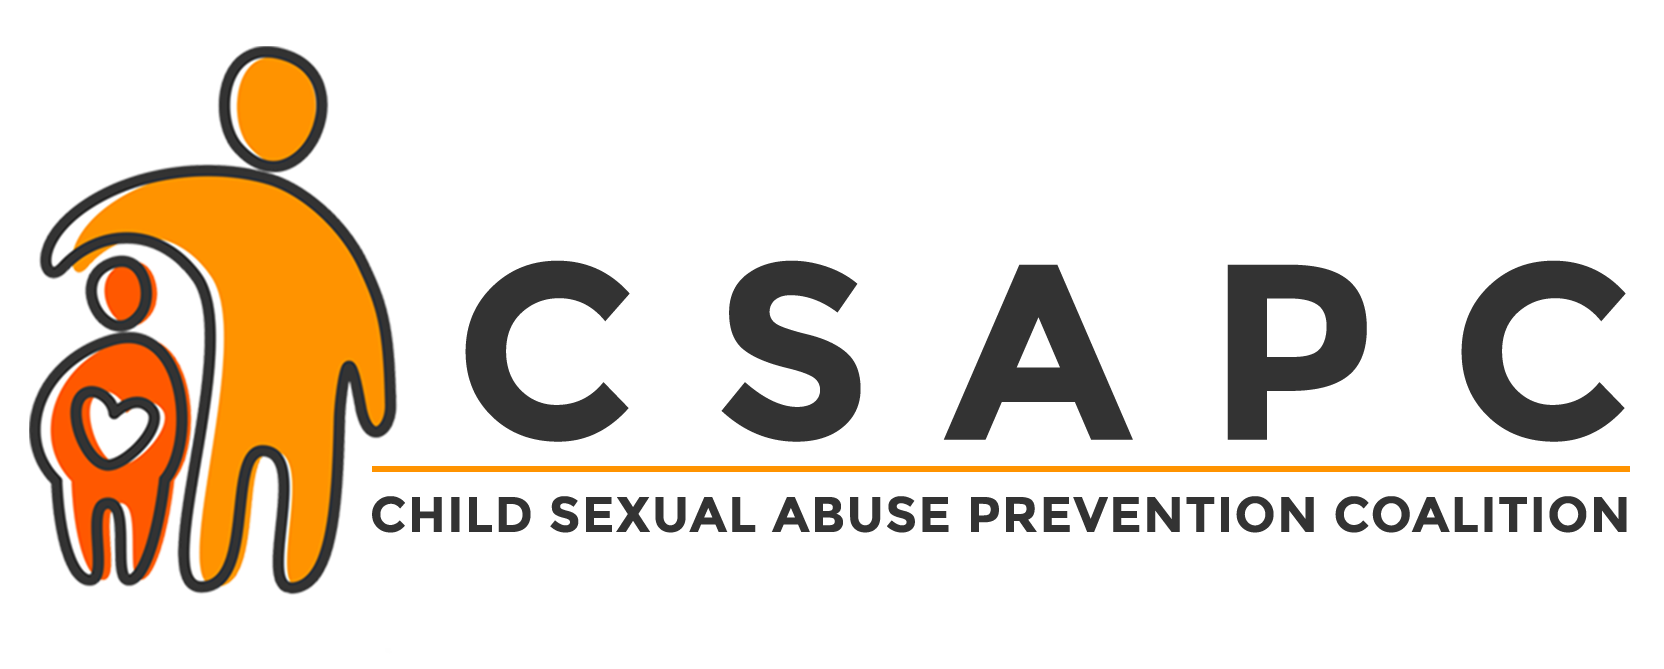 CSAPC
CHILD SEXUAL ABUSE PREVENTION COALITION